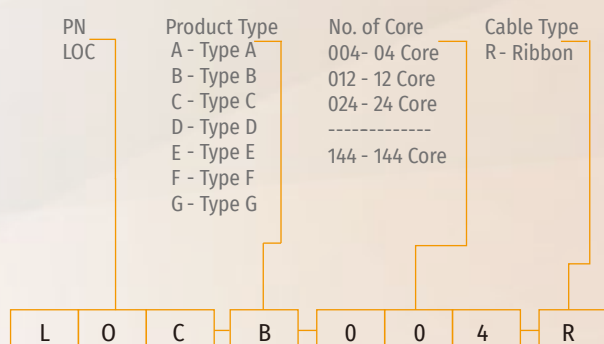 PN
LOC
Product Type
A - Type A
B - Type B
C - Type C
D - Type D
E - Type E
F - Type F
G - Type G
No. of Core
004- 04 Core
012 - 12 Core
024 - 24 Core
-------------
144 - 144 Core
Cable Type
R - Ribbon
L O C B 0 0 4 R